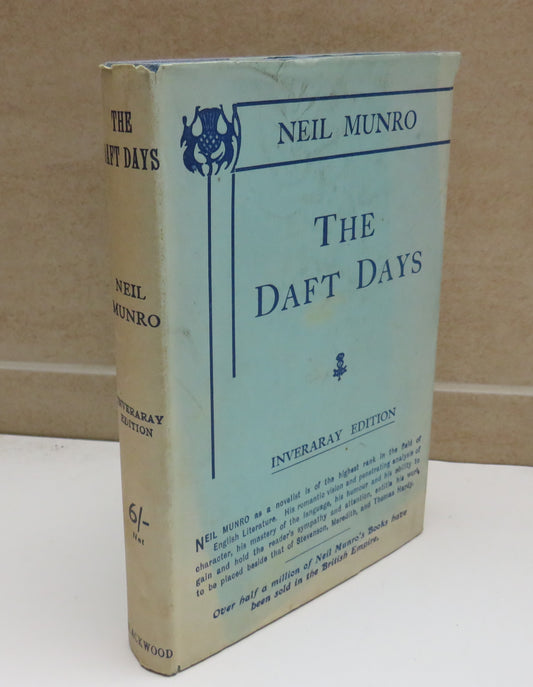 THE
DAFT DAYS
NEIL
MUNRO
INVERARAY
EDITION
6/-
Net
BLACKWOOD
NEIL MUNRO
THE
DAFT DAYS
INVERARAY EDITION
NEIL MUNRO as a novelist is of the highest rank in the field of
English Literature. His romantic vision and penetrating analysis of
character, his mastery of the language, his humour and his ability to
gain and hold the reader's sympathy and attention, entitle his work
to be placed beside that of Stevenson, Meredith, and Thomas Hardy.
Over half a million of Neil Munro's Books have
been sold in the British Empire.